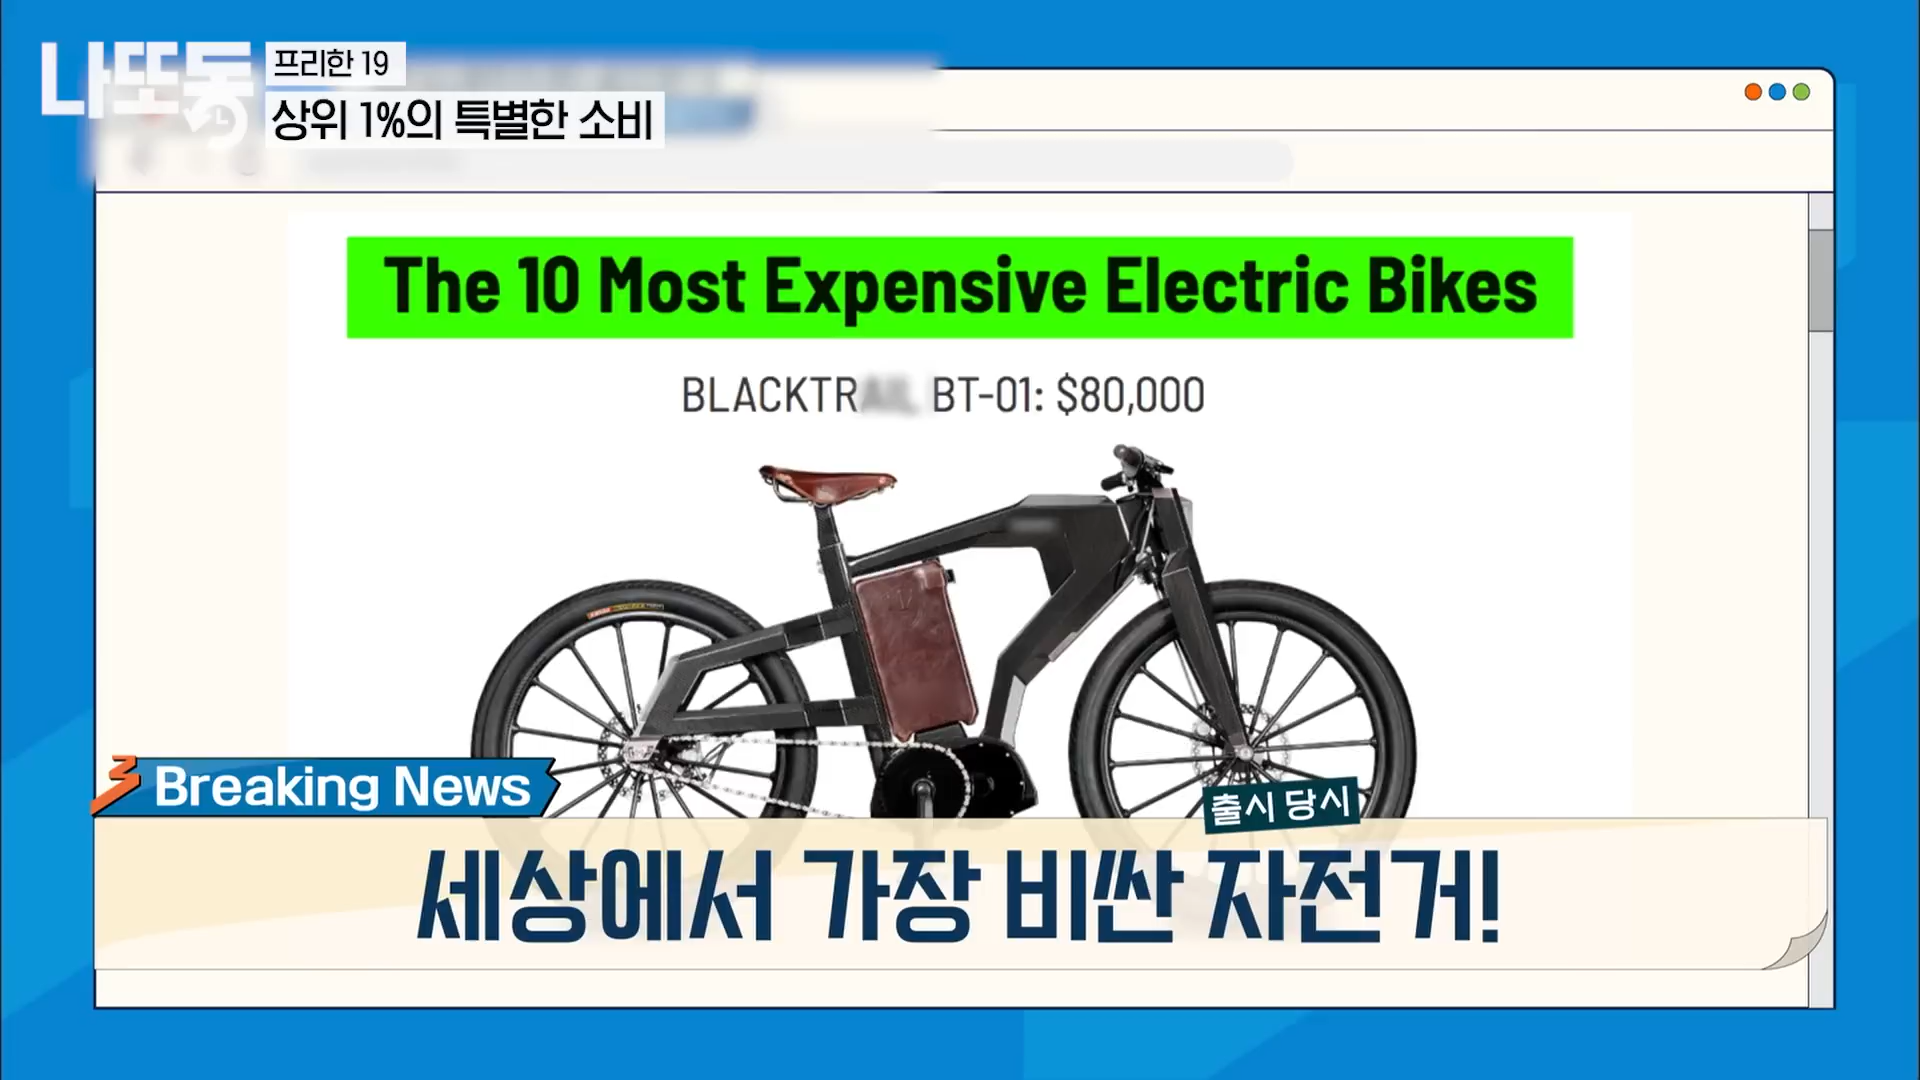 나또동
프리한 19
상위 1%의 특별한 소비
The 10 Most Expensive Electric Bikes
BLACKTR BT-01: $80,000
3 Breaking News
출시 당시
세상에서 가장 비싼 자전거!